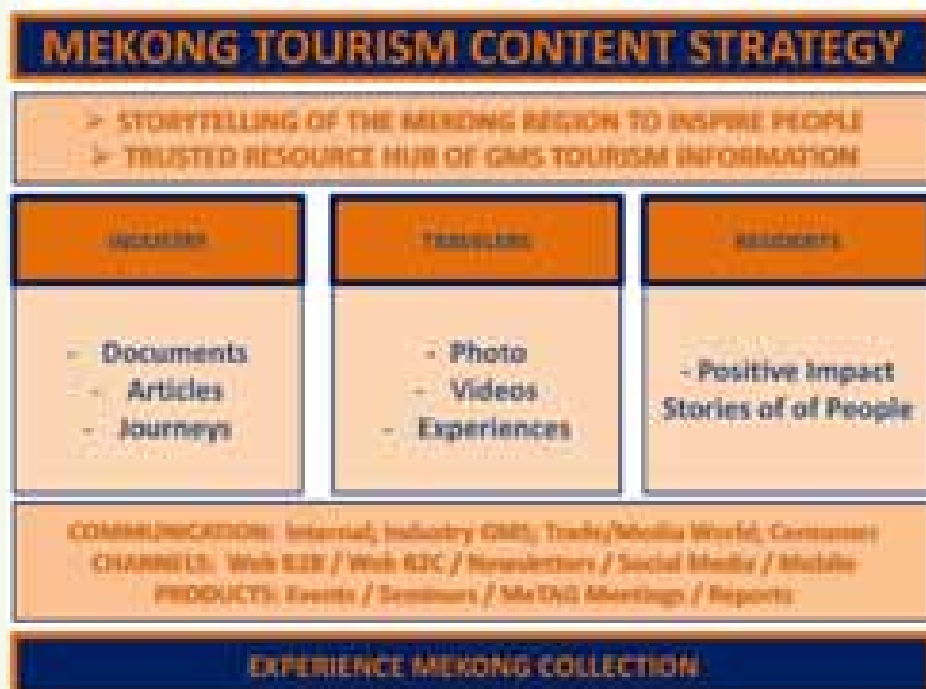 MEKONG TOURISM CONTENT STRATEGY
➢ STORYTELLING OF THE MEKONG REGION TO INSPIRE PEOPLE
➢ TRUSTED RESOURCE HUB OF GMS TOURISM INFORMATION
INDUSTRY
TRAVELERS
RESIDENTS
- Documents
- Articles
- Journeys
- Photo
- Videos
- Experiences
- Positive Impact
Stories of of People
COMMUNICATION: Internal, Industry GMS, Trade/Media World, Consumer
CHANNELS: Web B2B / Web B2C / Newsletters / Social Media / Mobile
PRODUCTS: Events / Seminars / MeTAG Meetings / Reports
EXPERIENCE MEKONG COLLECTION